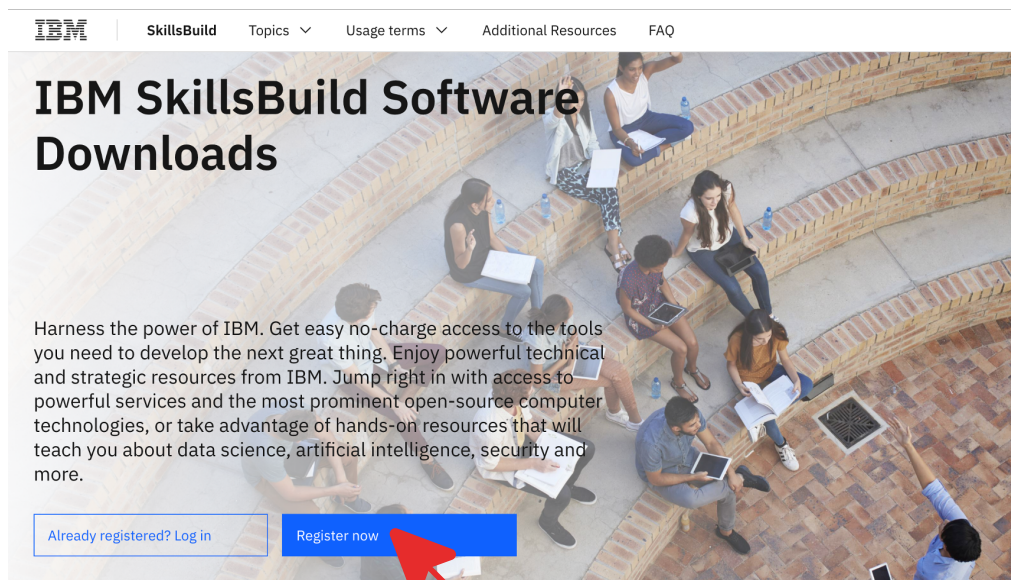 IBM SkillsBuild Topics Usage terms Additional Resources FAQ
IBM SkillsBuild Software
Downloads
Harness the power of IBM. Get easy no-charge access to the tools
you need to develop the next great thing. Enjoy powerful technical
and strategic resources from IBM. Jump right in with access to
powerful services and the most prominent open-source computer
technologies, or take advantage of hands-on resources that will
teach you about data science, artificial intelligence, security and
more.
Already registered? Log in Register now